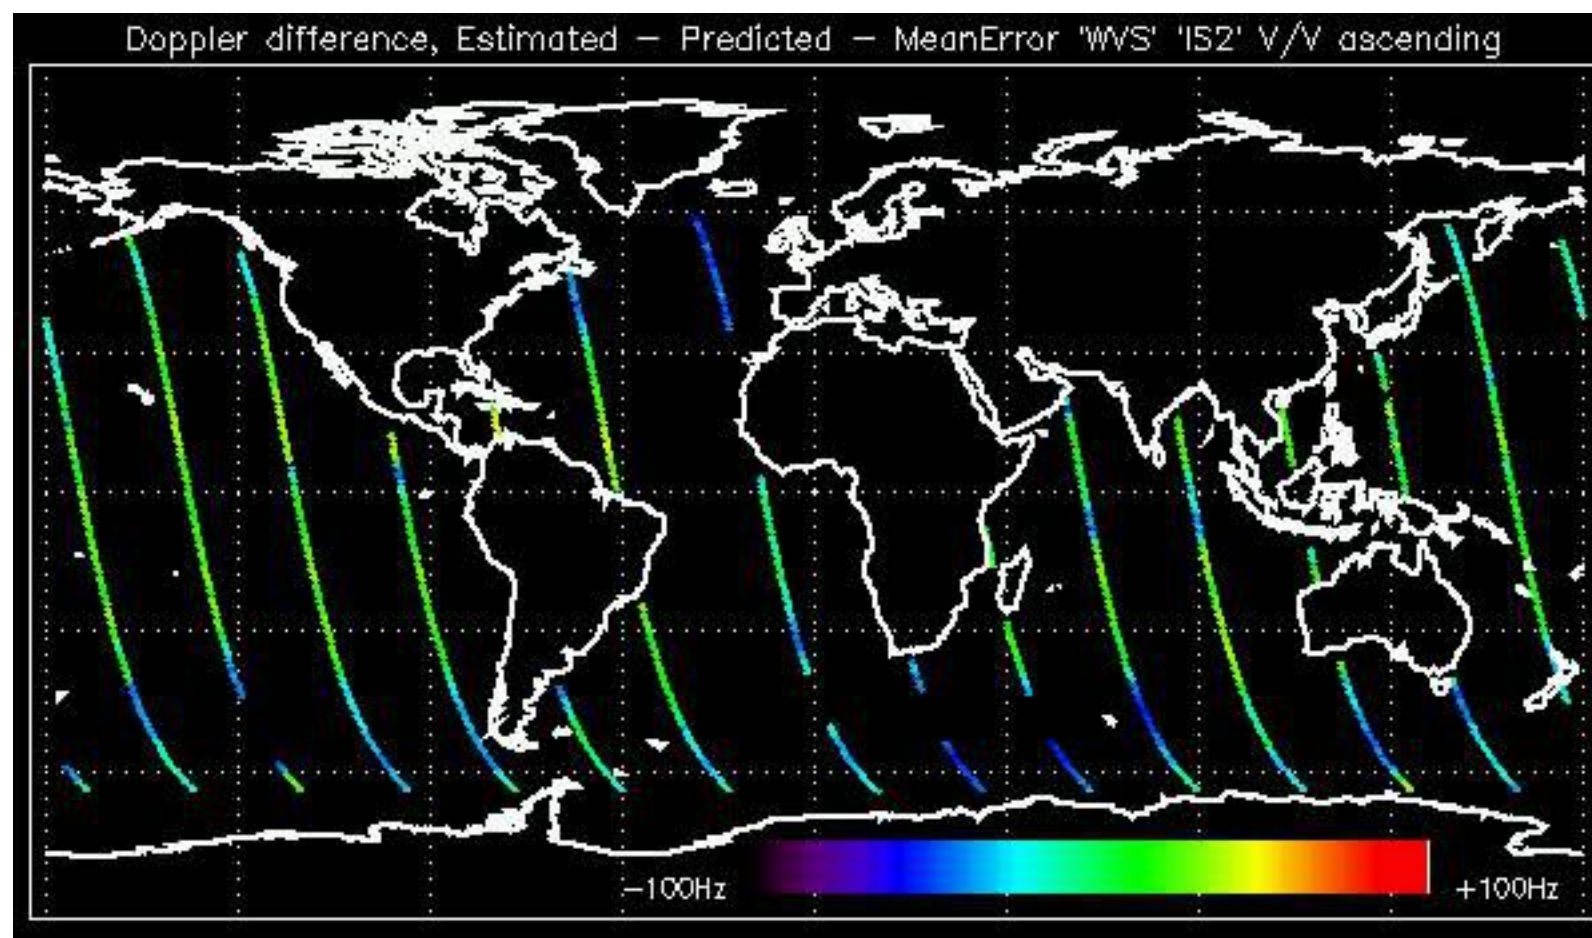 Doppler difference, Estimated – Predicted – MeanError 'WVS' 'IS2' V/V ascending
–100Hz
+100Hz